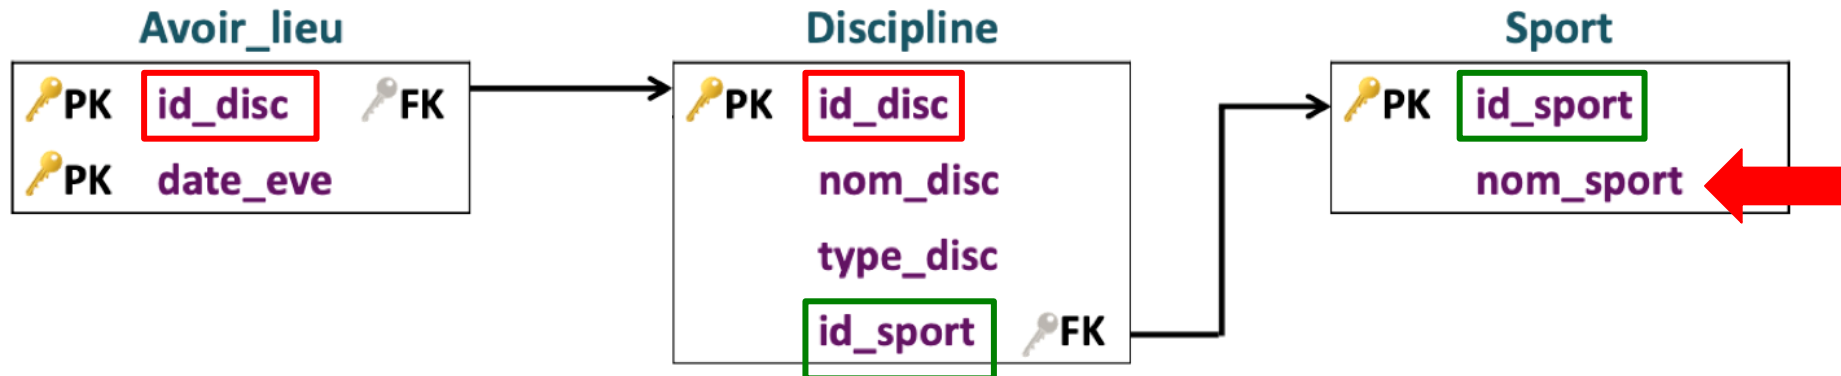 Avoir_lieu
PK id_disc FK
PK date_eve
Discipline
PK id_disc
nom_disc
type_disc
id_sport FK
Sport
PK id_sport
nom_sport